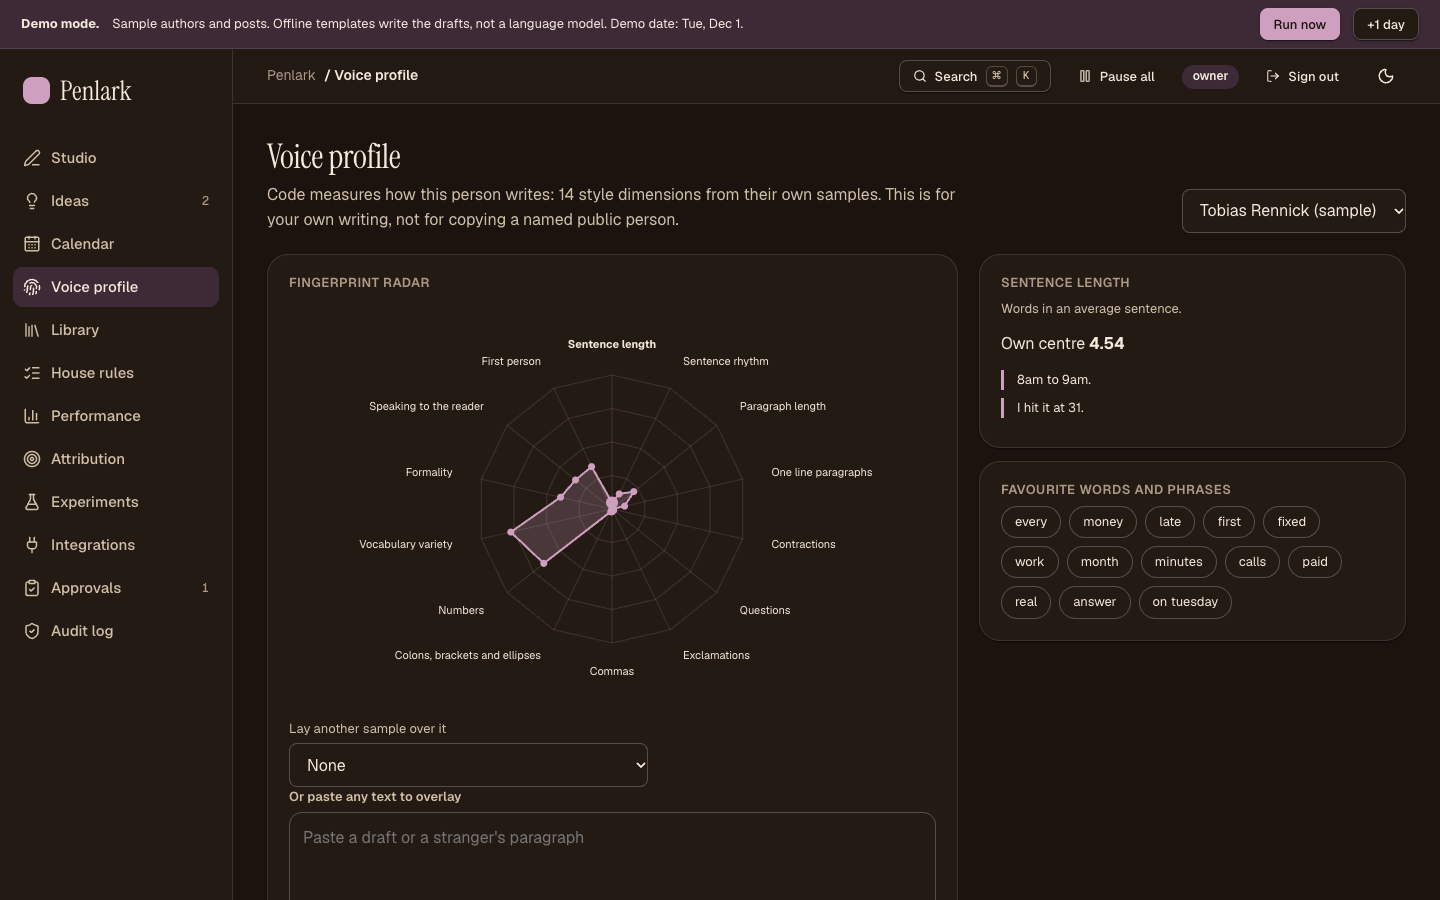 Demo mode. Sample authors and posts. Offline templates write the drafts, not a language model. Demo date: Tue, Dec 1.
Run now
+1 day
Penlark
Penlark / Voice profile
Search ⌘ K
Pause all
owner
Sign out
Studio
Ideas 2
Calendar
Voice profile
Library
House rules
Performance
Attribution
Experiments
Integrations
Approvals 1
Audit log
Voice profile
Code measures how this person writes: 14 style dimensions from their own samples. This is for
your own writing, not for copying a named public person.
Tobias Rennick (sample)
FINGERPRINT RADAR
Sentence length
First person
Sentence rhythm
Speaking to the reader
Paragraph length
Formality
One line paragraphs
Vocabulary variety
Contractions
Numbers
Questions
Colons, brackets and ellipses
Exclamations
Commas
Lay another sample over it
None
Or paste any text to overlay
Paste a draft or a stranger's paragraph
SENTENCE LENGTH
Words in an average sentence.
Own centre 4.54
8am to 9am.
I hit it at 31.
FAVOURITE WORDS AND PHRASES
every money late first fixed
work month minutes calls paid
real answer on tuesday